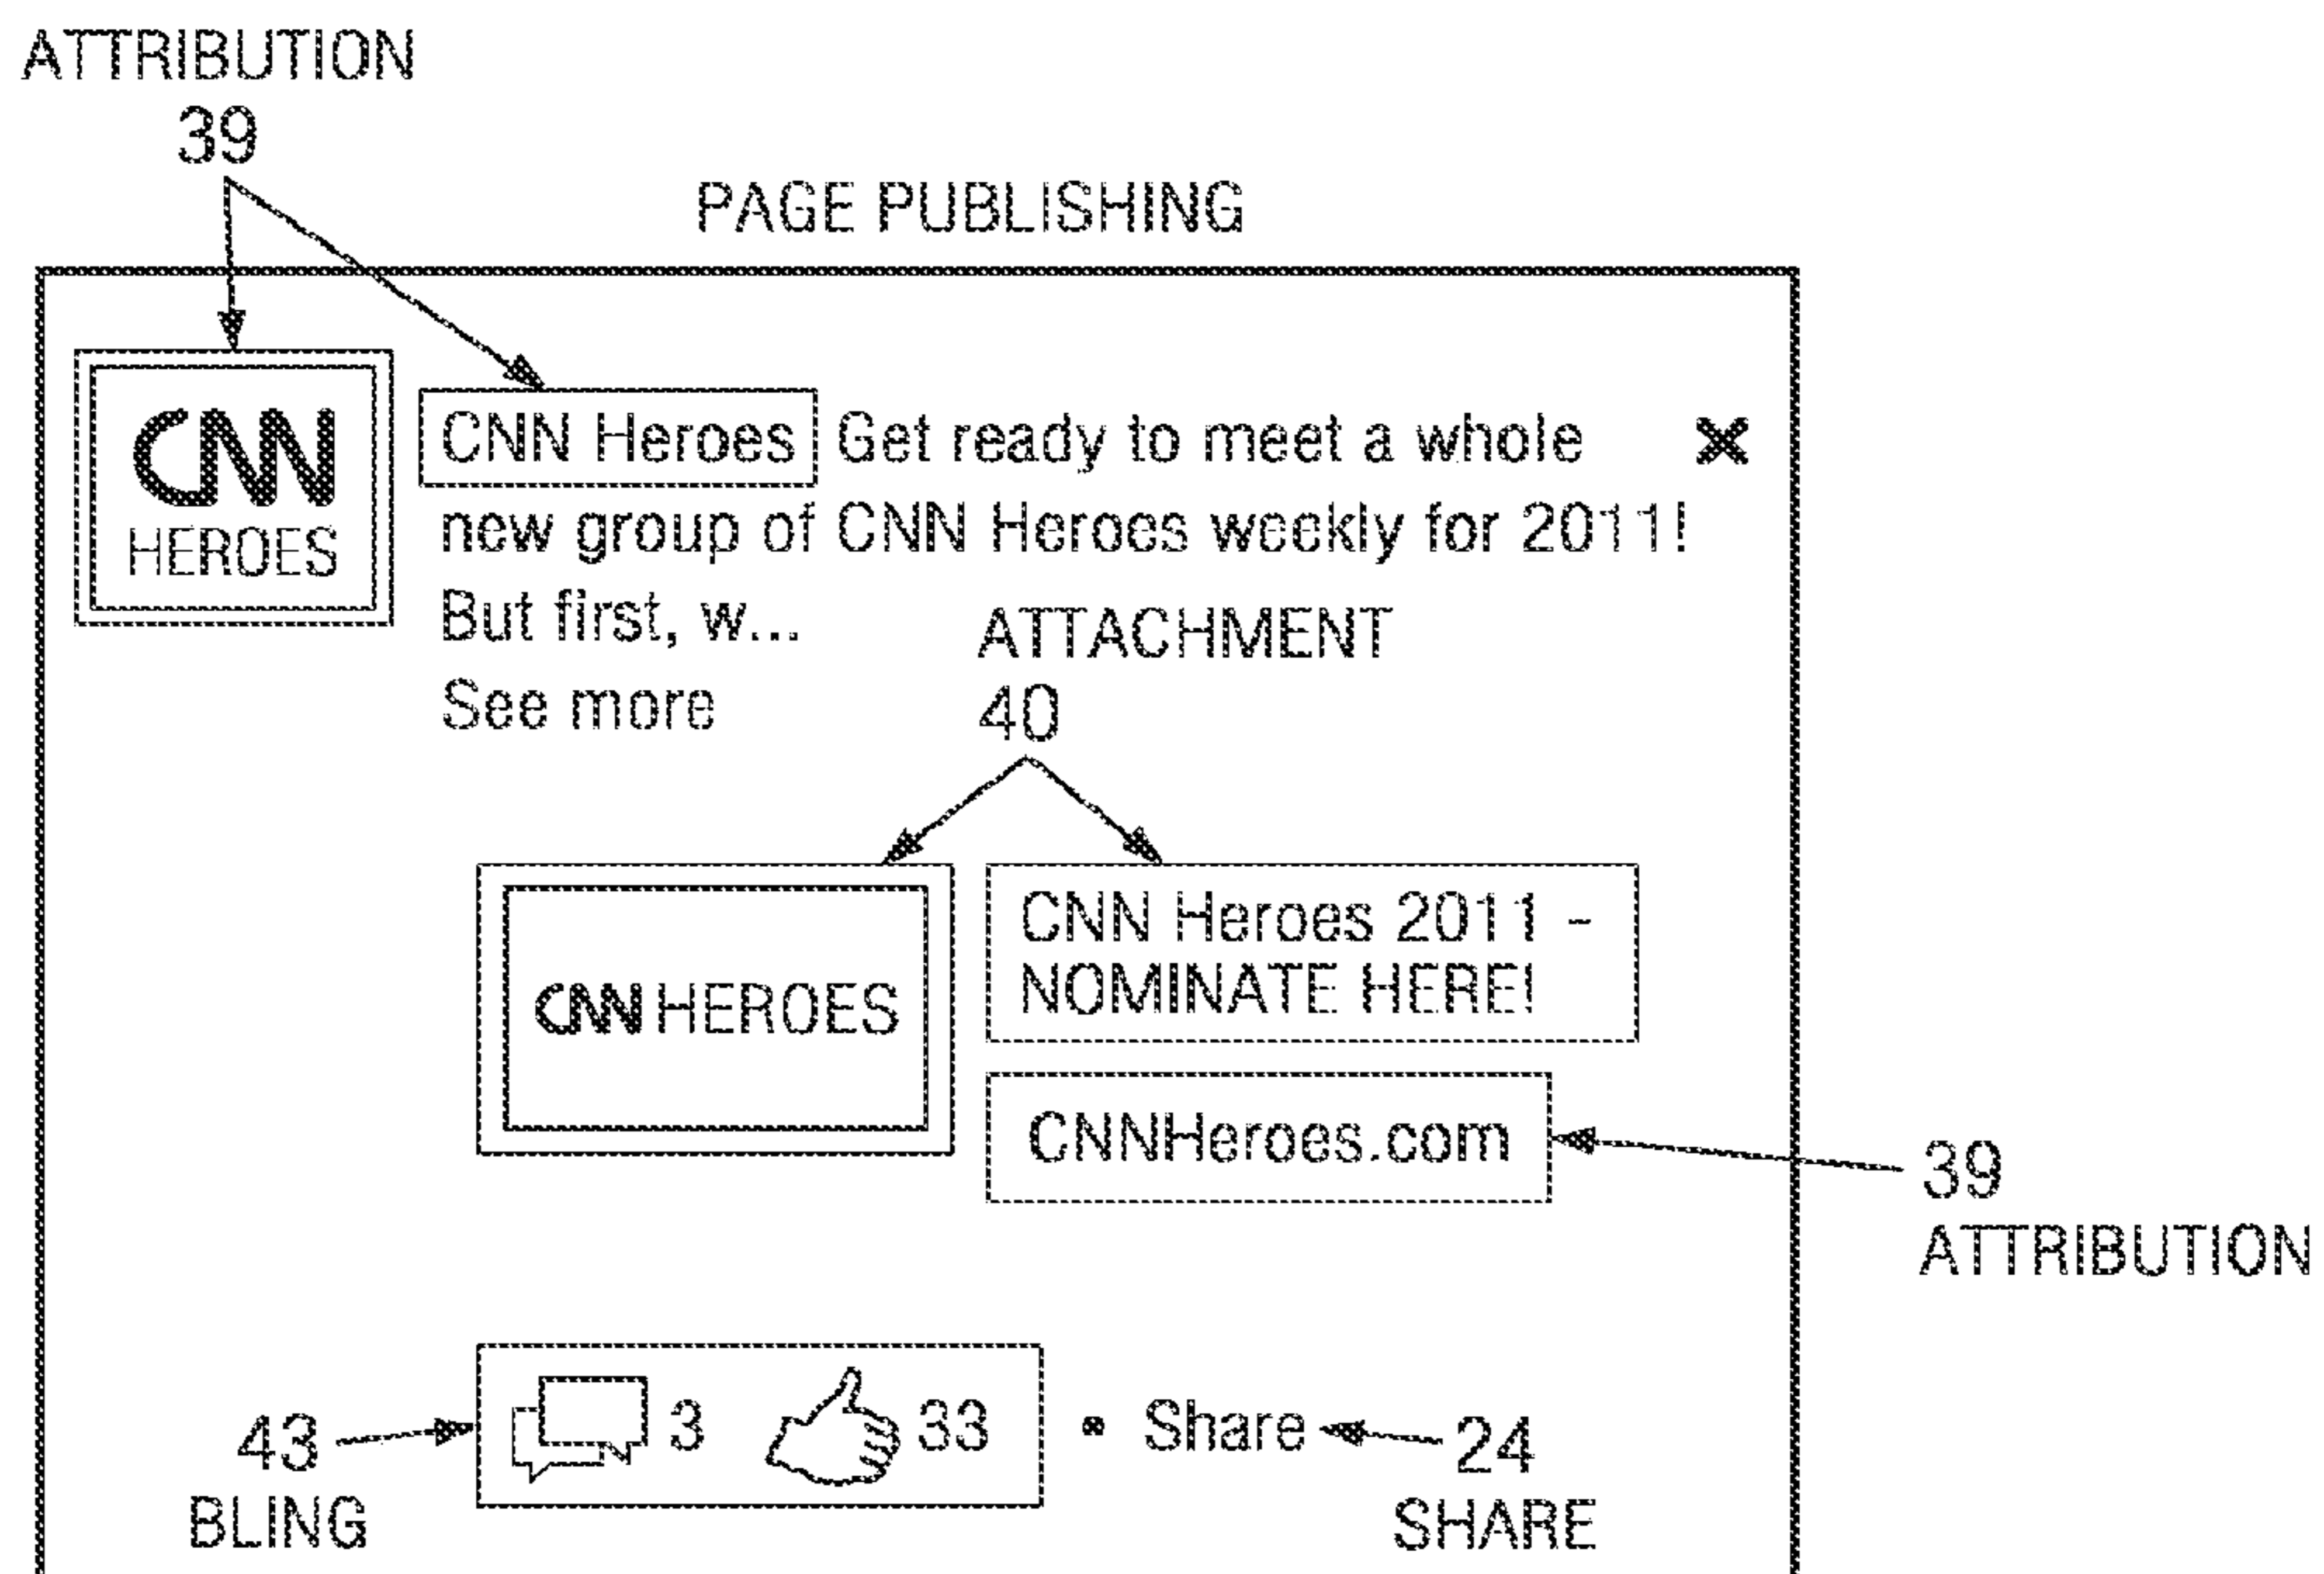 ATTRIBUTION
39
PAGE PUBLISHING
CNN
HEROES
CNN Heroes Get ready to meet a whole
new group of CNN Heroes weekly for 2011!
But first, w...
See more
ATTACHMENT
40
CNN HEROES
CNN Heroes 2011 -
NOMINATE HERE!
CNNHeroes.com
39
ATTRIBUTION
43
BLING
3 33 • Share
24
SHARE